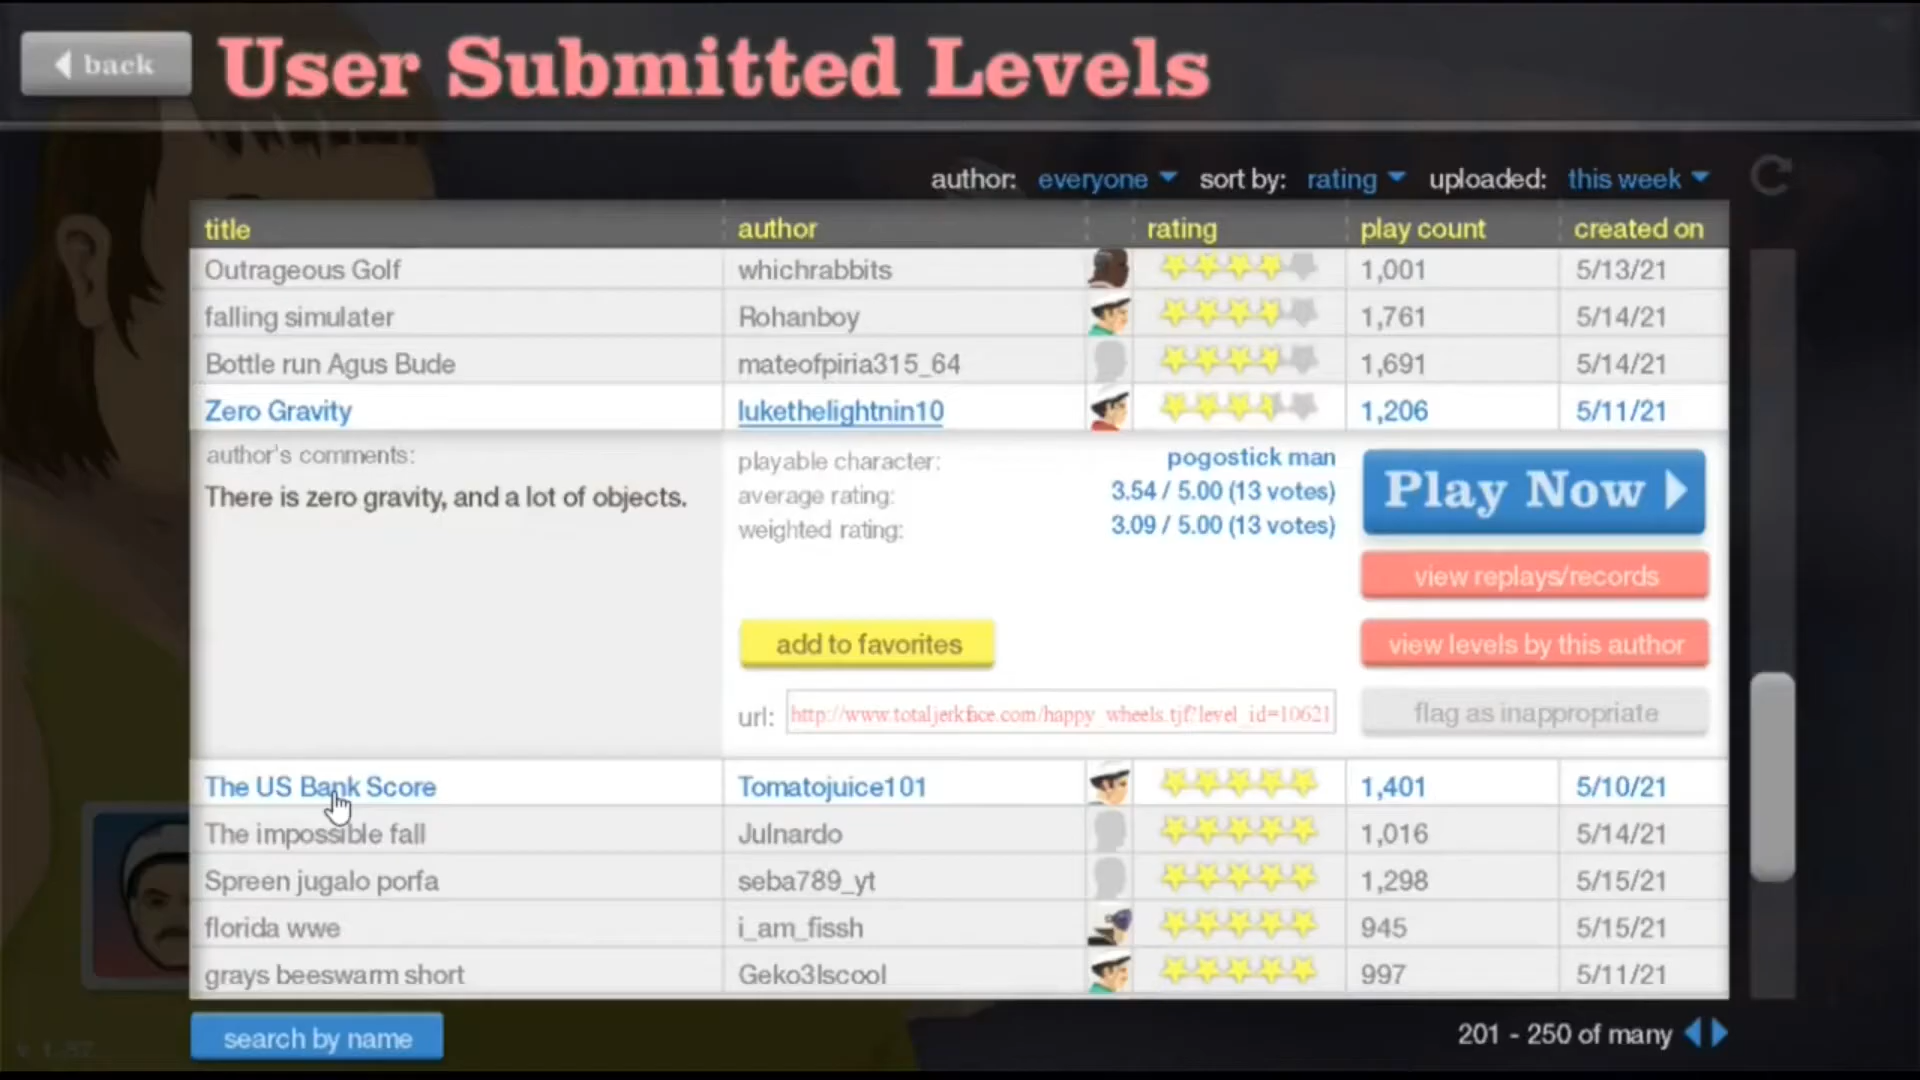 back
User Submitted Levels
author: everyone sort by: rating uploaded: this week
title author rating play count created on
Outrageous Golf whichrabbits 1,001 5/13/21
falling simulater Rohanboy 1,761 5/14/21
Bottle run Agus Bude mateofpiria315_64 1,691 5/14/21
Zero Gravity lukethelightnin10 1,206 5/11/21
author's comments:
There is zero gravity, and a lot of objects.
playable character: pogostick man
average rating: 3.54 / 5.00 (13 votes)
weighted rating: 3.09 / 5.00 (13 votes)
Play Now
view replays/records
add to favorites
view levels by this author
url: http://www.totaljerkface.com/happy_wheels.tjf?level_id=10621
flag as inappropriate
The US Bank Score Tomatojuice101 1,401 5/10/21
The impossible fall Julnardo 1,016 5/14/21
Spreen jugalo porfa seba789_yt 1,298 5/15/21
florida wwe i_am_fissh 945 5/15/21
grays beeswarm short Geko3lscool 997 5/11/21
search by name
201 - 250 of many